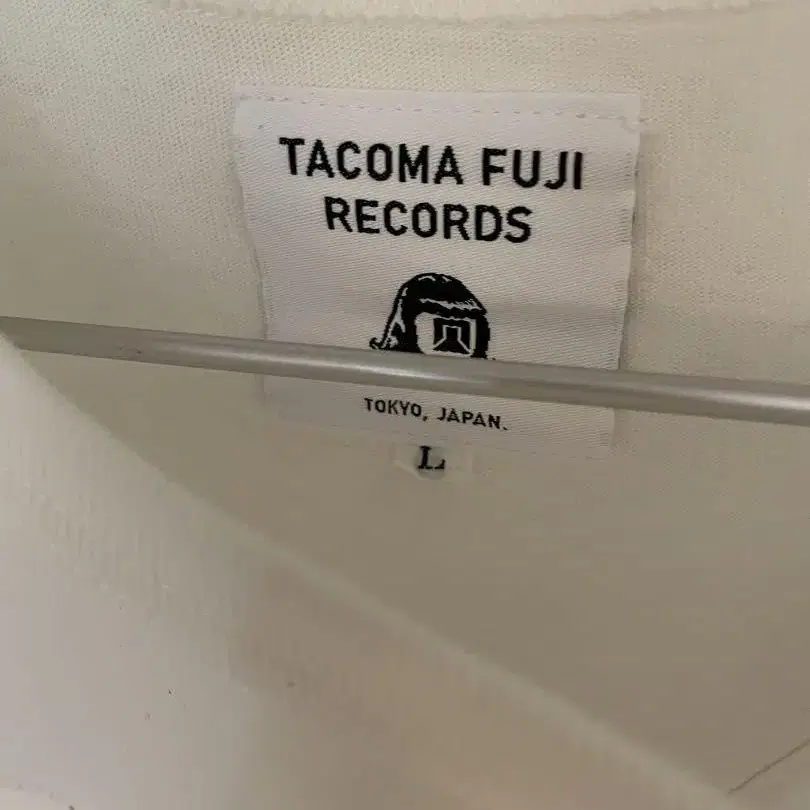 TACOMA FUJI
RECORDS
TOKYO, JAPAN.
L